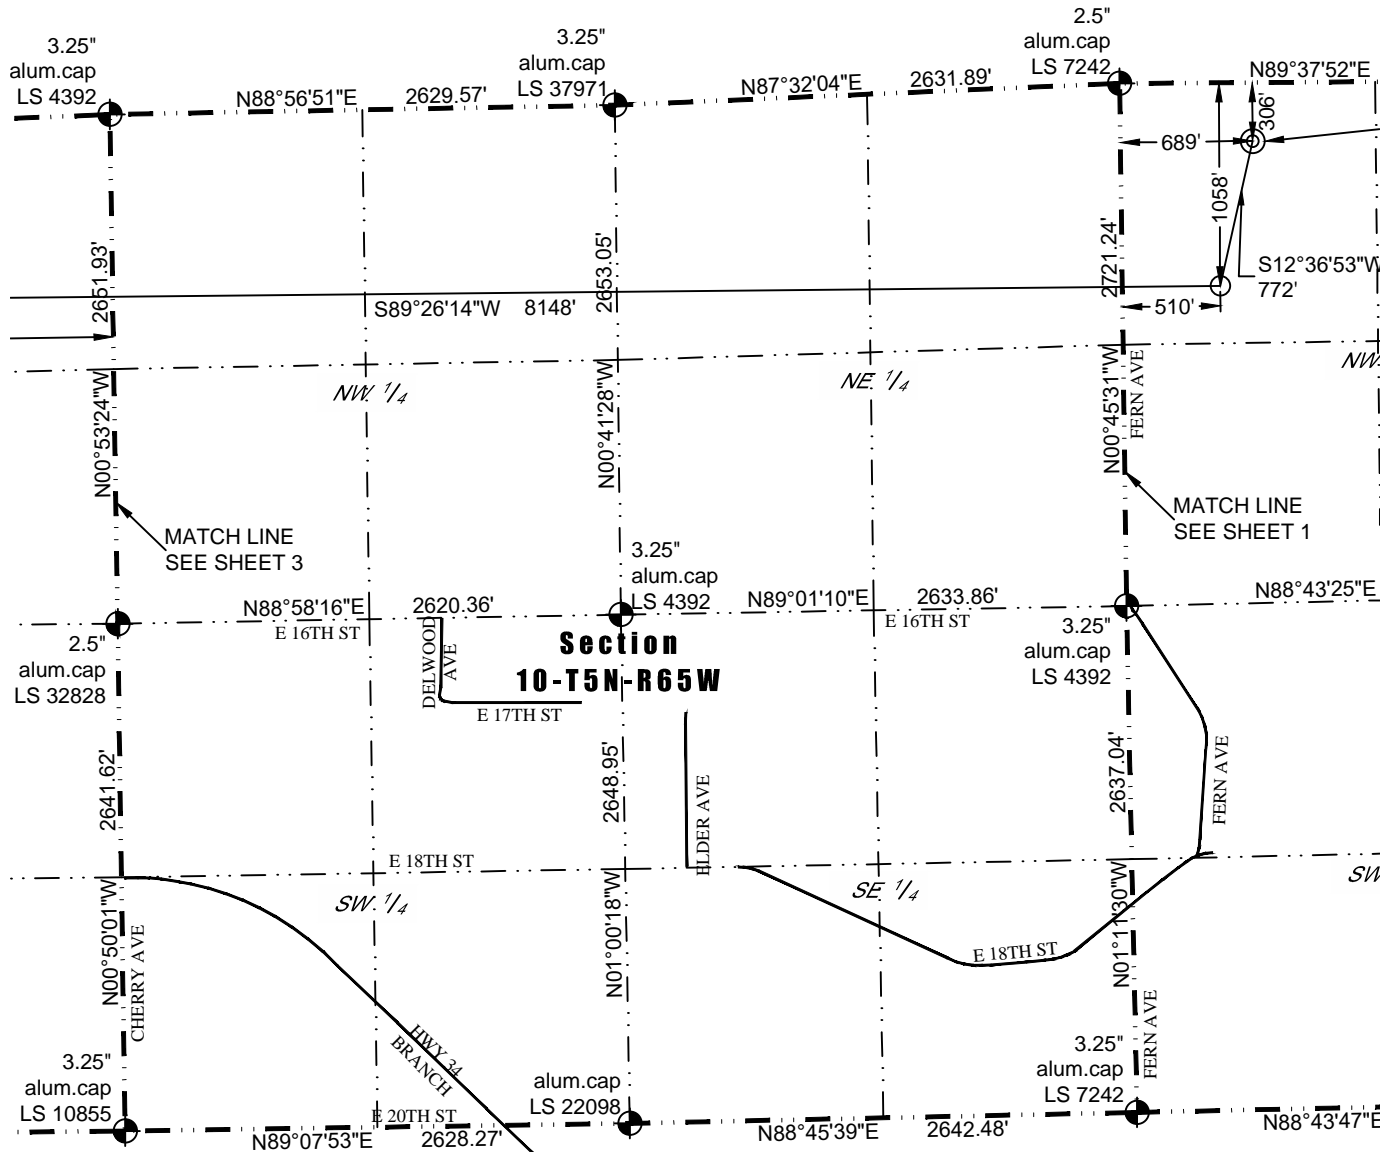 3.25"
alum.cap
LS 4392
3.25"
alum.cap
LS 37971
2.5"
alum.cap
LS 7242
N88°56'51"E
2629.57'
N87°32'04"E
2631.89'
N89°37'52"E
306'
689'
1058'
2651.93'
2653.05'
2721.24'
S12°36'53"W
772'
S89°26'14"W 8148'
510'
NW 1/4
NE 1/4
NW
N00°53'24"W
N00°41'28"W
N00°45'31"W
FERN AVE
MATCH LINE
SEE SHEET 3
MATCH LINE
SEE SHEET 1
3.25"
alum.cap
LS 4392
N88°58'16"E
2620.36'
N89°01'10"E
2633.86'
N88°43'25"E
E 16TH ST
E 16TH ST
2.5"
alum.cap
LS 32828
DELWOOD
AVE
Section
10-T5N-R65W
3.25"
alum.cap
LS 4392
E 17TH ST
2641.62'
2648.95'
ELDER AVE
2637.04'
FERN AVE
E 18TH ST
SW 1/4
SE 1/4
SW
N00°50'01"W
CHERRY AVE
N01°00'18"W
N01°11'30"W
E 18TH ST
FERN AVE
HWY 34
BRANCH
3.25"
alum.cap
LS 10855
alum.cap
LS 22098
3.25"
alum.cap
LS 7242
E 20TH ST
N89°07'53"E
2628.27'
N88°45'39"E
2642.48'
N88°43'47"E